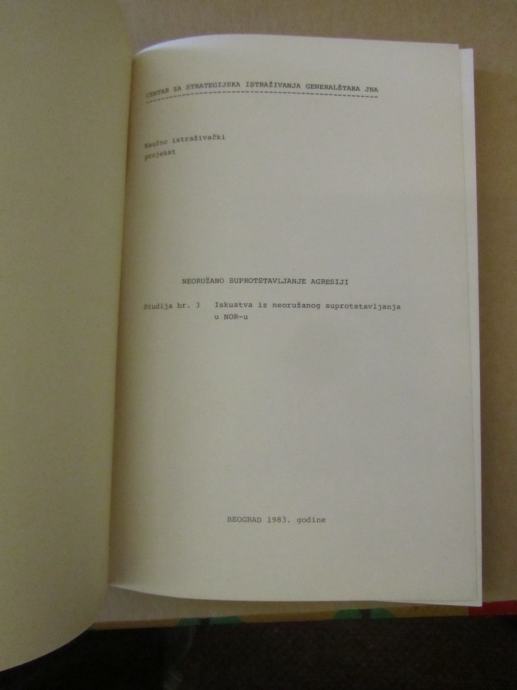 CENTAR ZA STRATEGIJSKA ISTRAŽIVANJA GENERALŠTABA JNA
Naučno istraživački
projekat
NEORUŽANO SUPROTSTAVLJANJE AGRESIJI
Studija br. 3 Iskustva iz neoružanog suprotstavljanja
u NOR-u
BEOGRAD 1983. godine